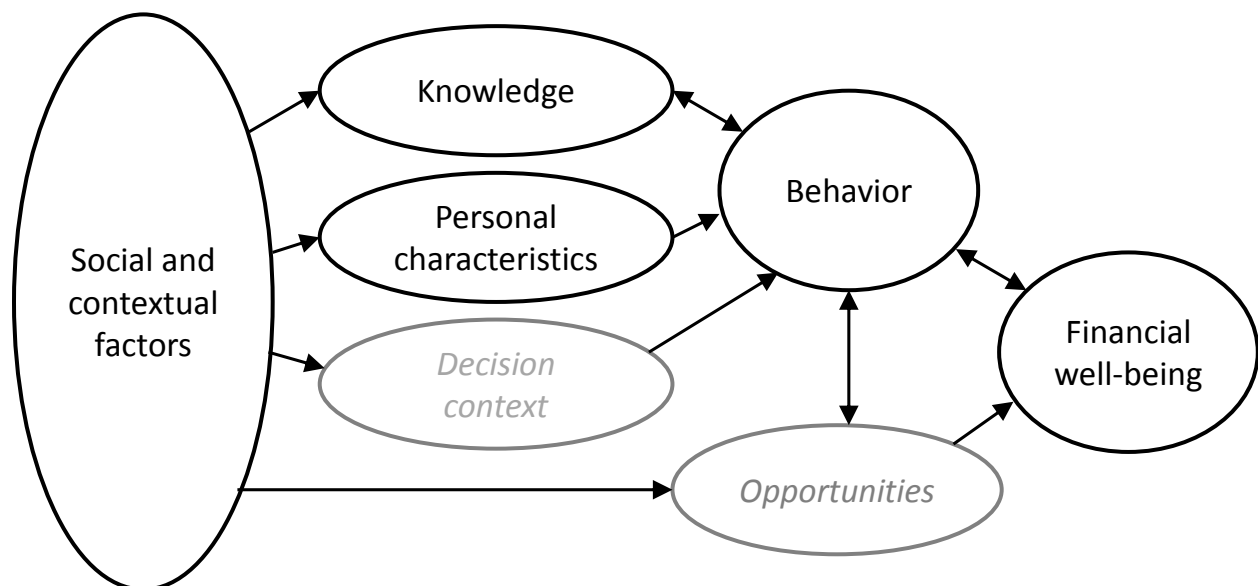 Social and
contextual
factors
Knowledge
Personal
characteristics
Decision
context
Behavior
Opportunities
Financial
well-being